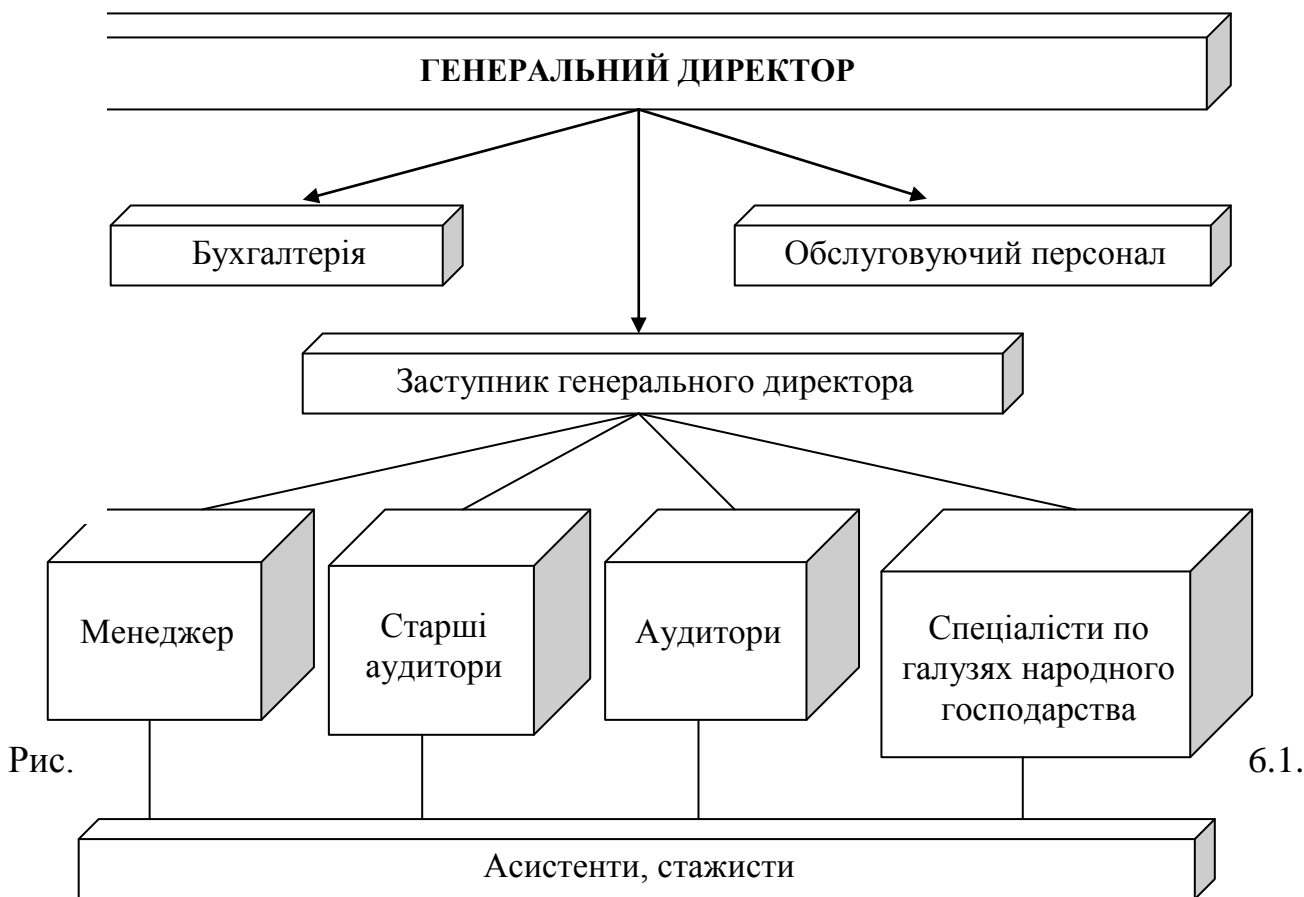 ГЕНЕРАЛЬНИЙ ДИРЕКТОР
Бухгалтерія
Обслуговуючий персонал
Заступник генерального директора
Менеджер
Старші
аудитори
Аудитори
Спеціалісти по
галузях народного
господарства
Рис. 6.1.
Асистенти, стажисти